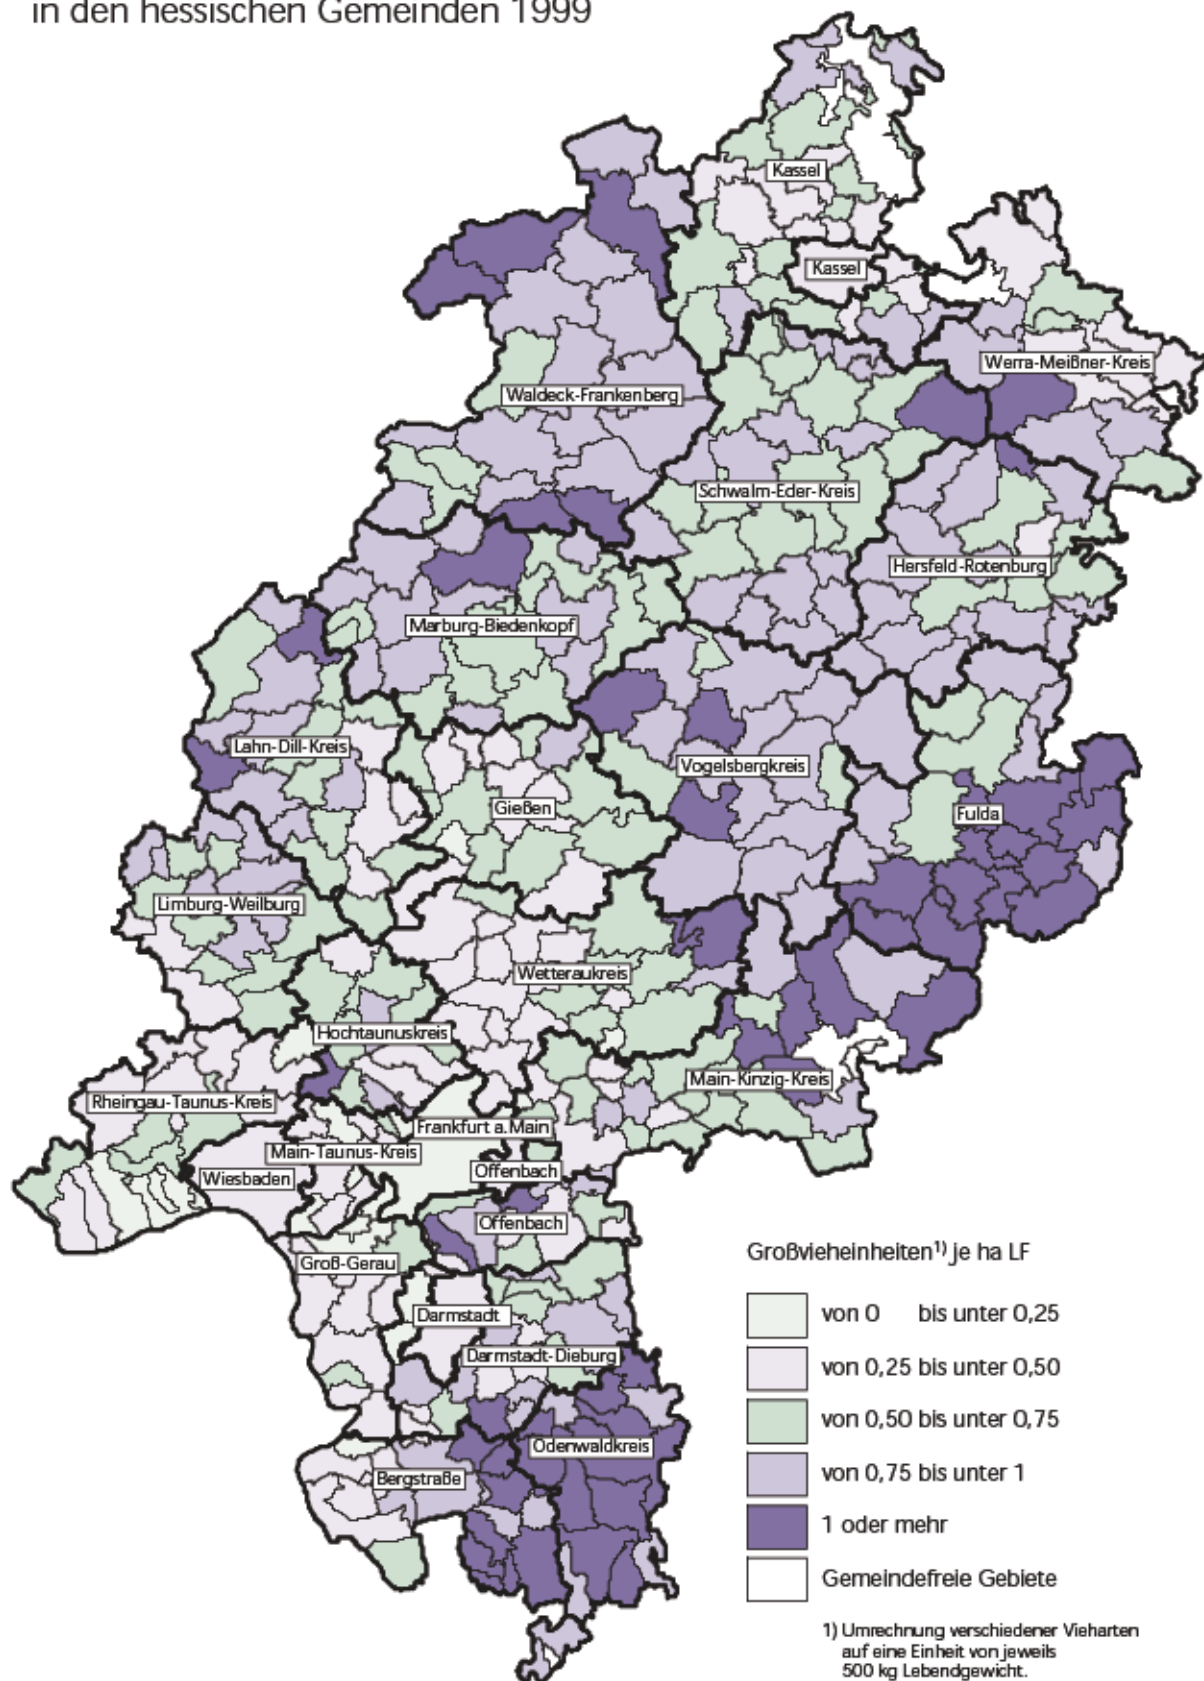 in den hessischen Gemeinden 1999
Kassel
Kassel
Werra-Meißner-Kreis
Waldeck-Frankenberg
Schwalm-Eder-Kreis
Hersfeld-Rotenburg
Marburg-Biedenkopf
Lahn-Dill-Kreis
Vogelsbergkreis
Gießen
Fulda
Limburg-Weilburg
Wetteraukreis
Hochtaunuskreis
Main-Kinzig-Kreis
Rheingau-Taunus-Kreis
Frankfurt a.Main
Main-Taunus-Kreis
Offenbach
Wiesbaden
Offenbach
Groß-Gerau
Darmstadt
Darmstadt-Dieburg
Odenwaldkreis
Bergstraße
Großvieheinheiten¹⁾ je ha LF
von 0 bis unter 0,25
von 0,25 bis unter 0,50
von 0,50 bis unter 0,75
von 0,75 bis unter 1
1 oder mehr
Gemeindefreie Gebiete
1) Umrechnung verschiedener Vieharten
auf eine Einheit von jeweils
500 kg Lebendgewicht.